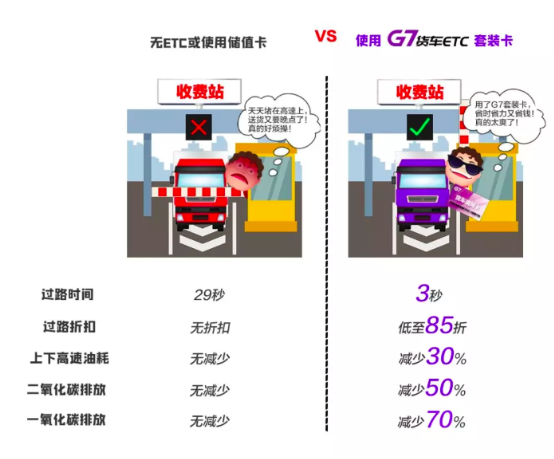 无ETC或使用储值卡 VS 使用 G7货车ETC 套装卡
收费站
天天堵在高速上,
送货又要晚点了!
真的好烦操!
收费站
用了G7套装卡,
省时省力又省钱!
真的太爽了!
G7
过路时间 29秒 3秒
过路折扣 无折扣 低至85折
上下高速油耗 无减少 减少30%
二氧化碳排放 无减少 减少50%
一氧化碳排放 无减少 减少70%